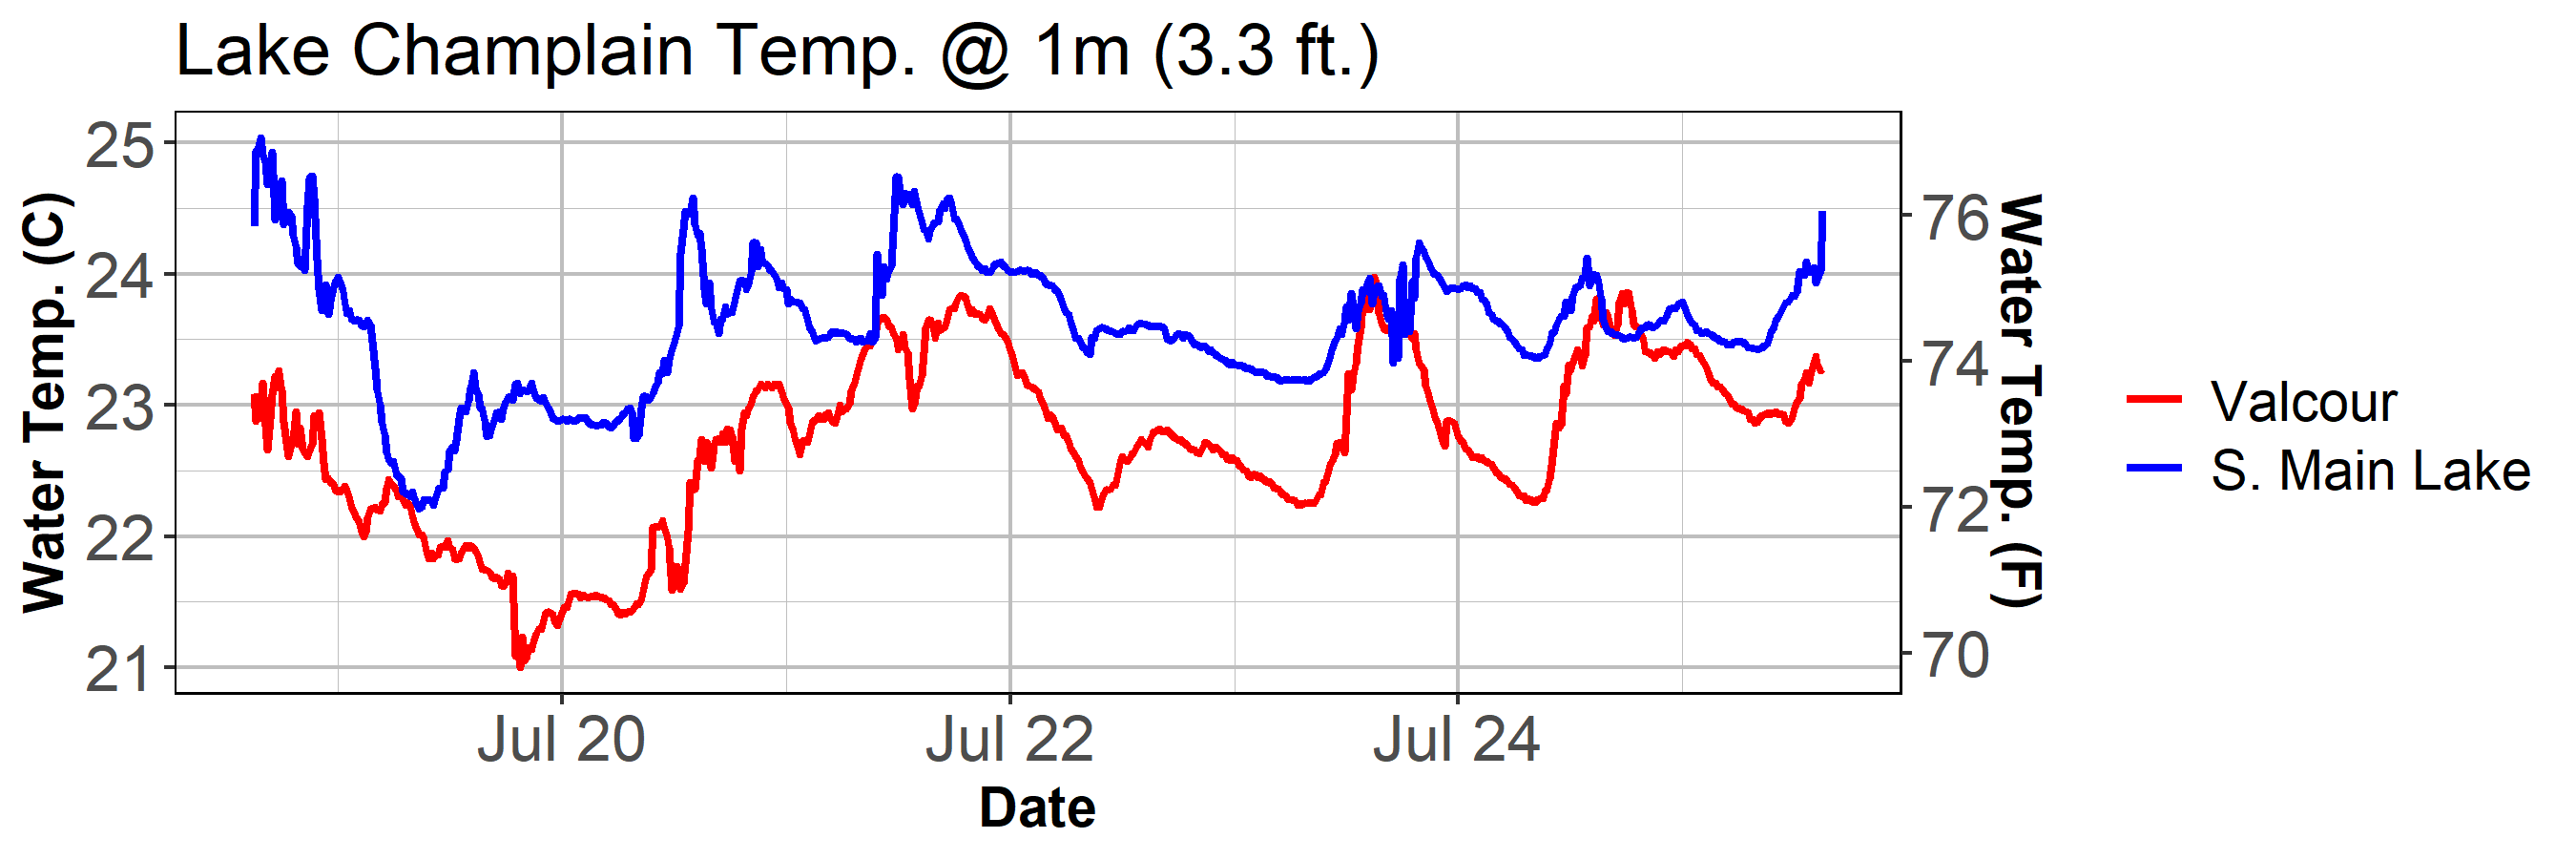 Lake Champlain Temp. @ 1m (3.3 ft.)
Water Temp. (C)
25
24
23
22
21
76
74
72
70
Water Temp. (F)
Jul 20
Jul 22
Jul 24
Date
Valcour
S. Main Lake